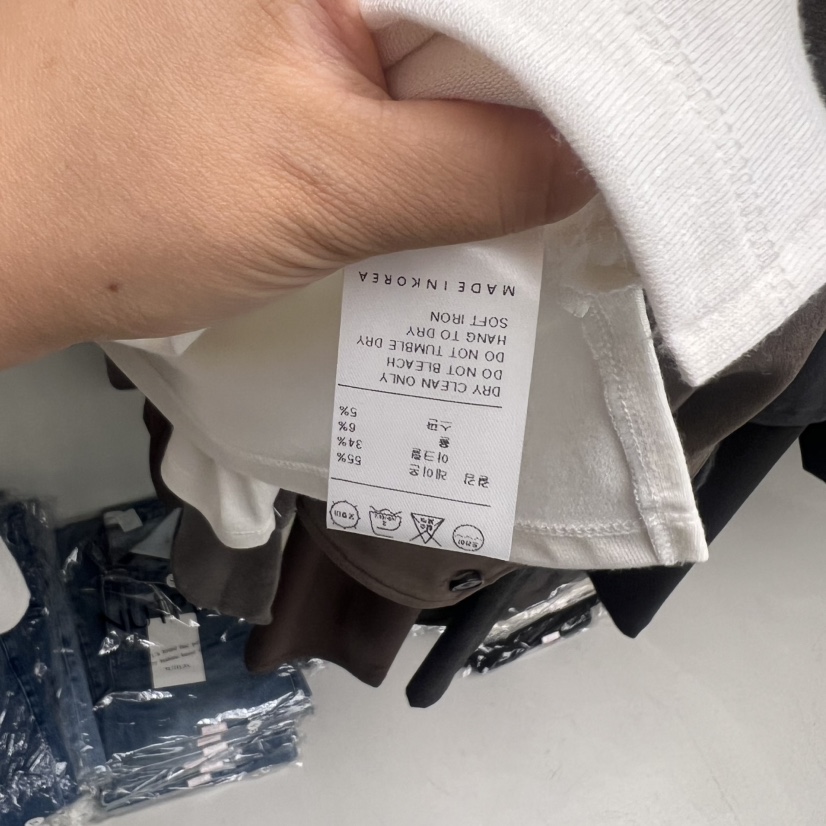 겉감 레이온 55%
아크릴 34%
울 6%
스판 5%
DRY CLEAN ONLY
DO NOT BLEACH
DO NOT TUMBLE DRY
HANG TO DRY
SOFT IRON
MADE IN KOREA